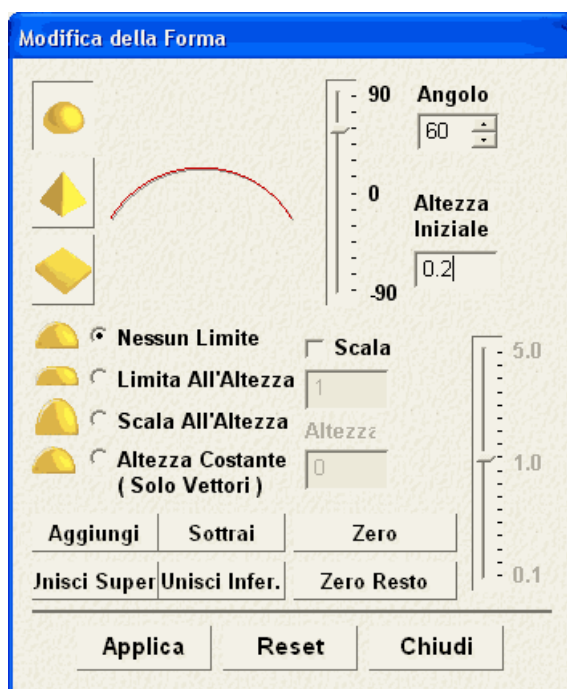 Modifica della Forma
90
0
-90
Angolo
60
Altezza
Iniziale
0.2
Nessun Limite
Limita All'Altezza
Scala All'Altezza
Altezza Costante
( Solo Vettori )
Scala
1
Altezza
0
5.0
1.0
0.1
Aggiungi
Sottrai
Zero
Jnisci Super
Unisci Infer.
Zero Resto
Applica
Reset
Chiudi